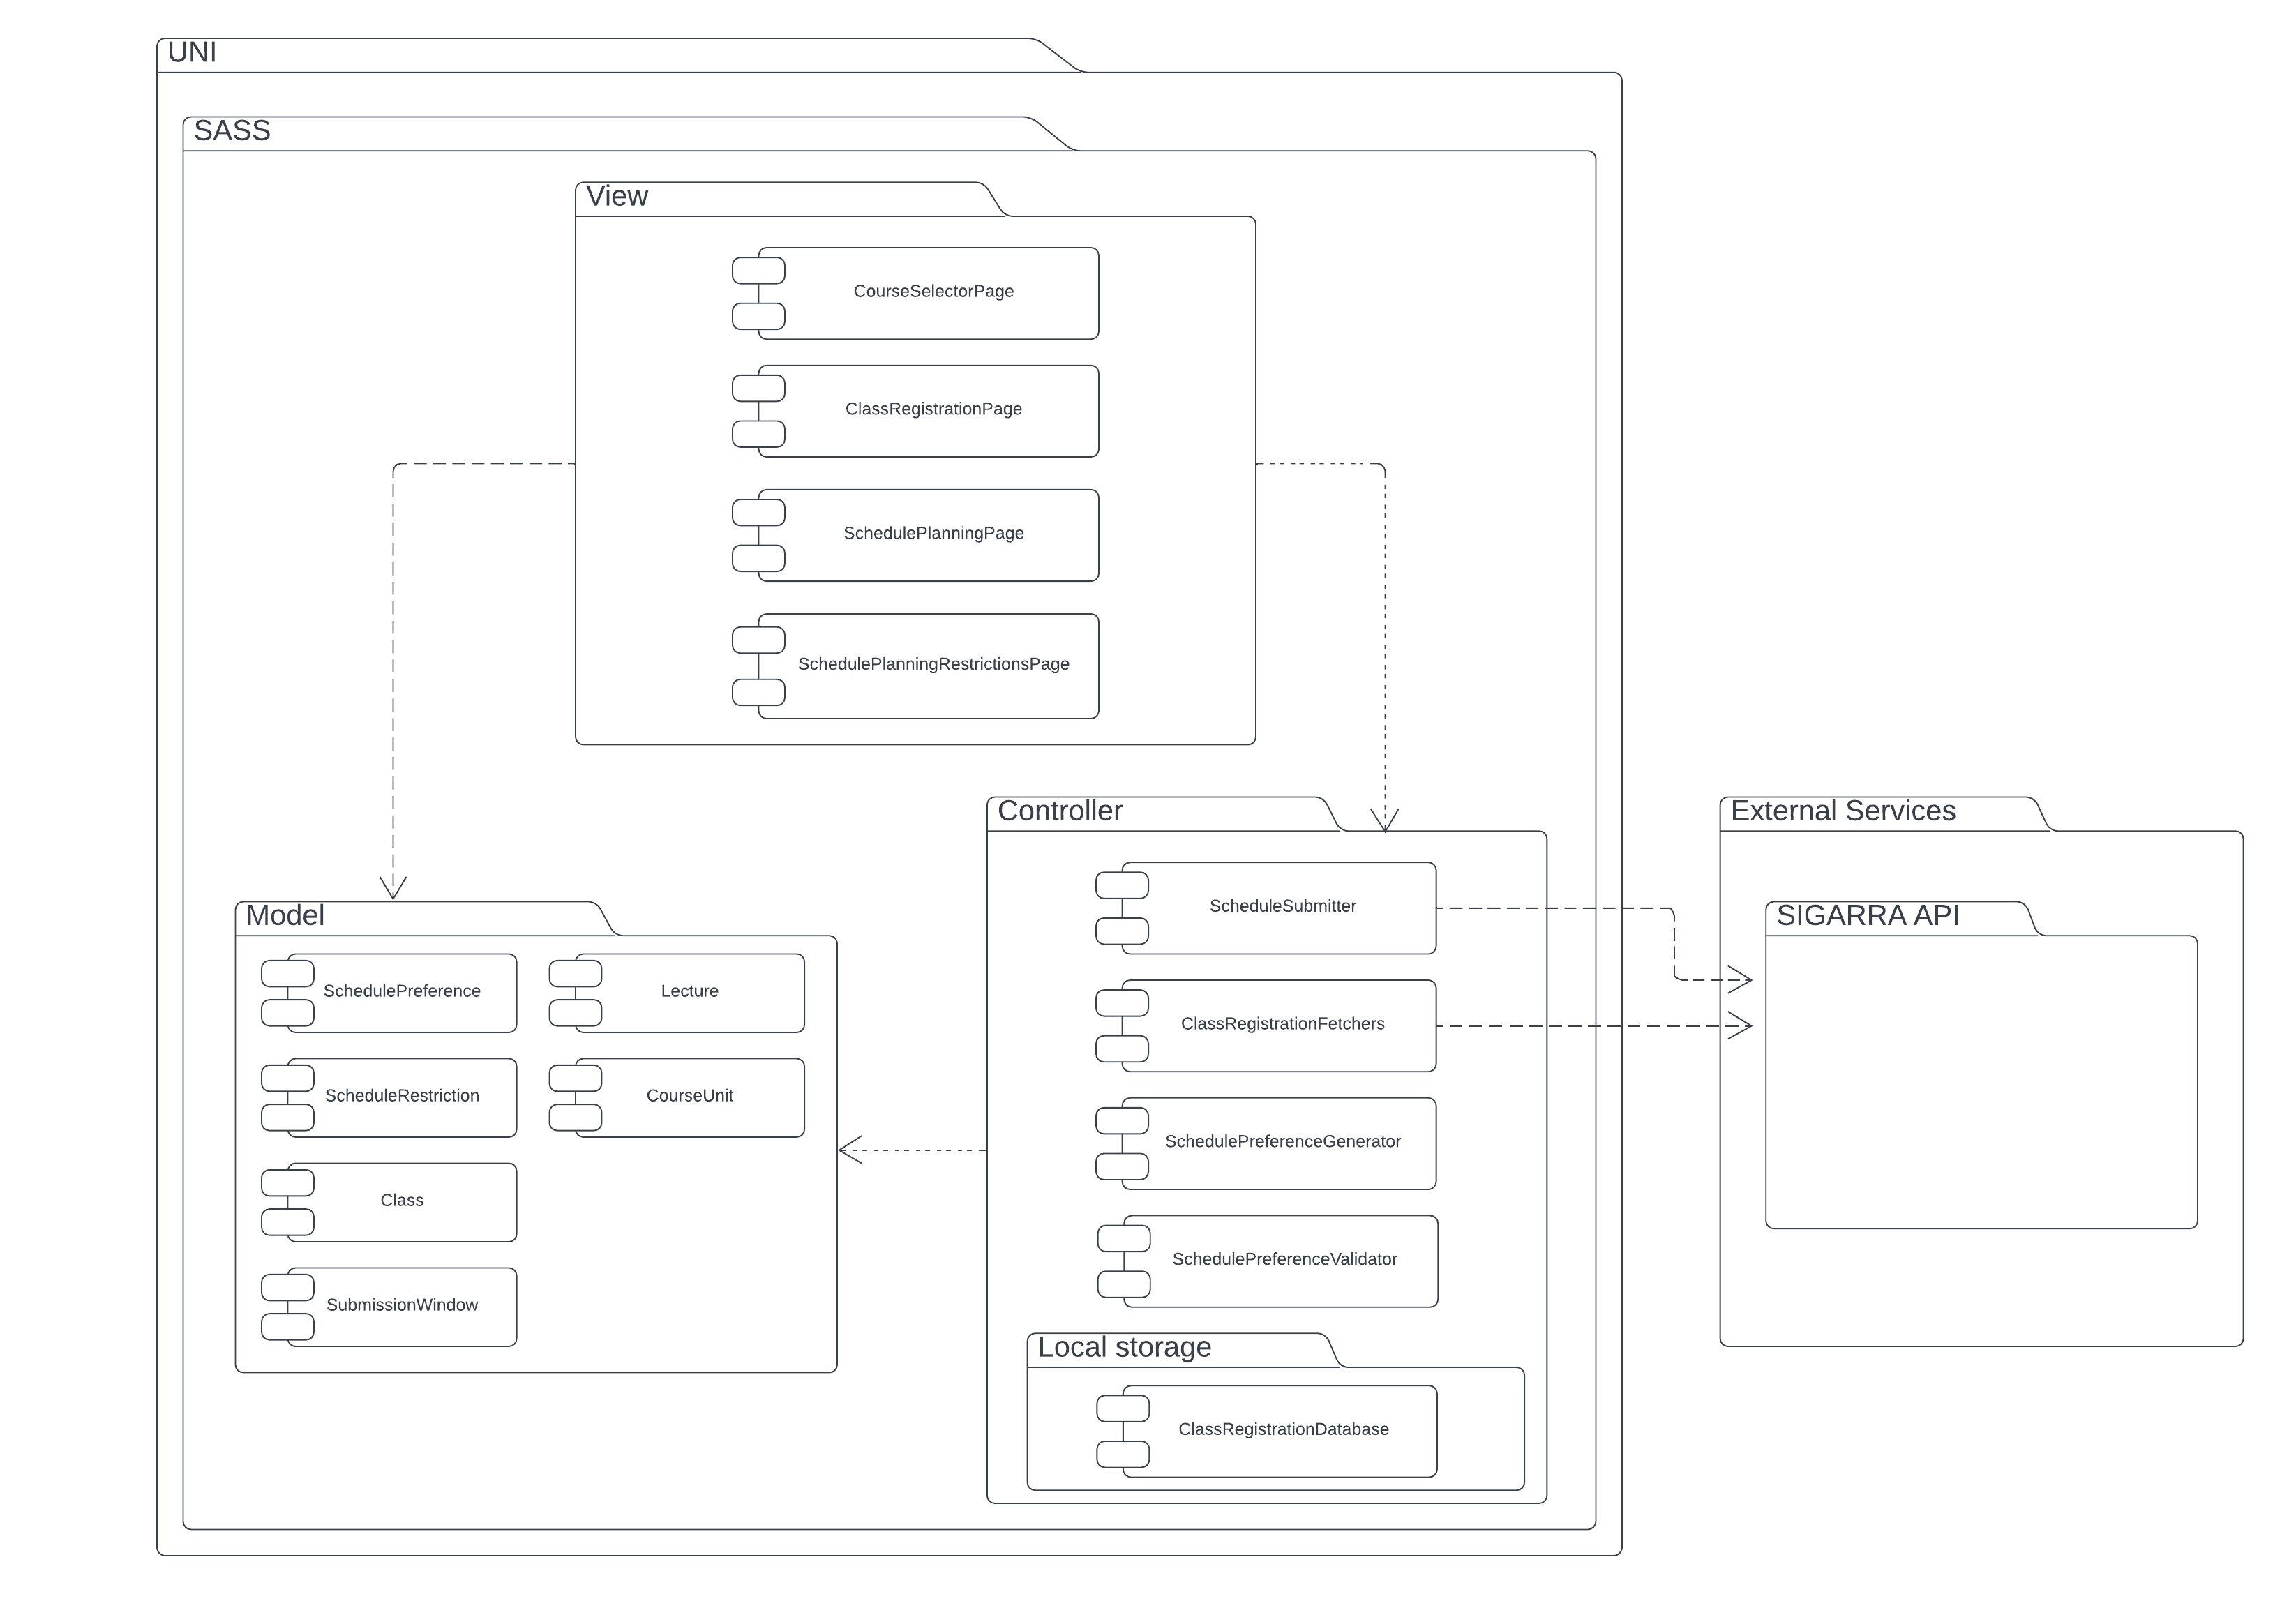 UNI
SASS
View
CourseSelectorPage
ClassRegistrationPage
SchedulePlanningPage
SchedulePlanningRestrictionsPage
Model
SchedulePreference
Lecture
ScheduleRestriction
CourseUnit
Class
SubmissionWindow
Controller
ScheduleSubmitter
ClassRegistrationFetchers
SchedulePreferenceGenerator
SchedulePreferenceValidator
Local storage
ClassRegistrationDatabase
External Services
SIGARRA API